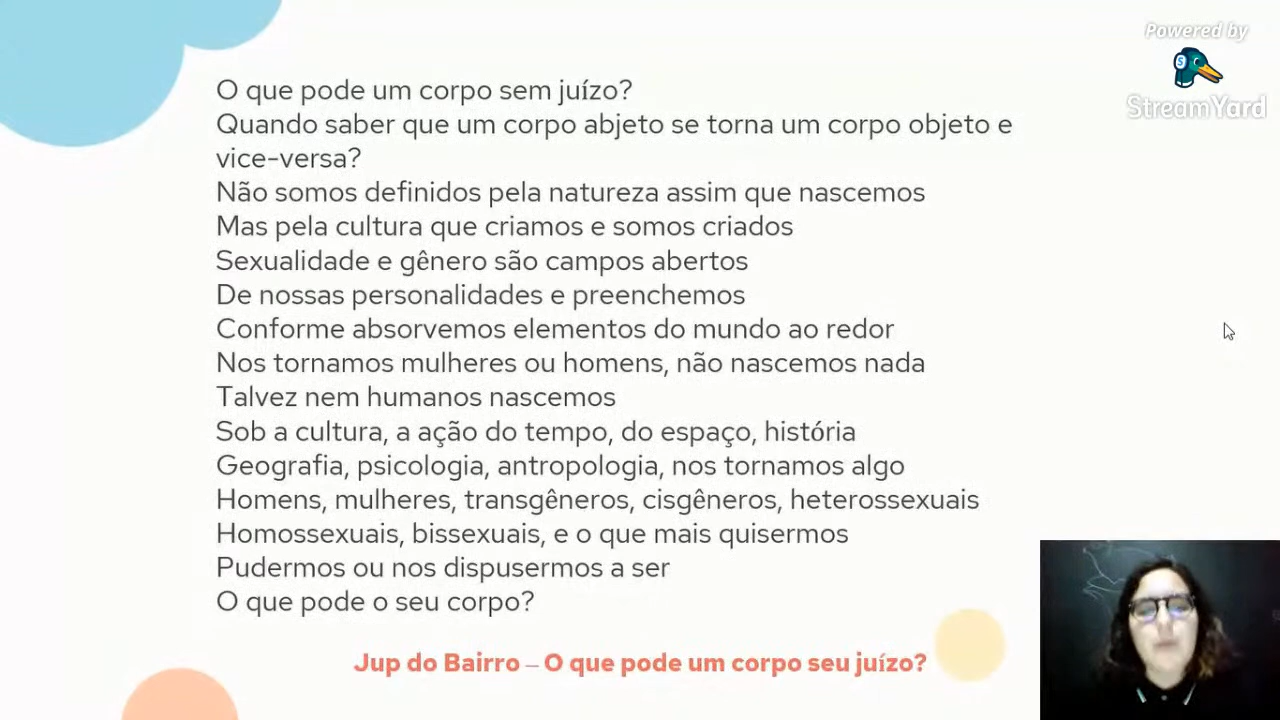 Powered by
StreamYard
O que pode um corpo sem juízo?
Quando saber que um corpo abjeto se torna um corpo objeto e
vice-versa?
Não somos definidos pela natureza assim que nascemos
Mas pela cultura que criamos e somos criados
Sexualidade e gênero são campos abertos
De nossas personalidades e preenchemos
Conforme absorvemos elementos do mundo ao redor
Nos tornamos mulheres ou homens, não nascemos nada
Talvez nem humanos nascemos
Sob a cultura, a ação do tempo, do espaço, história
Geografia, psicologia, antropologia, nos tornamos algo
Homens, mulheres, transgêneros, cisgêneros, heterossexuais
Homossexuais, bissexuais, e o que mais quisermos
Pudermos ou nos dispusermos a ser
O que pode o seu corpo?
Jup do Bairro – O que pode um corpo seu juízo?